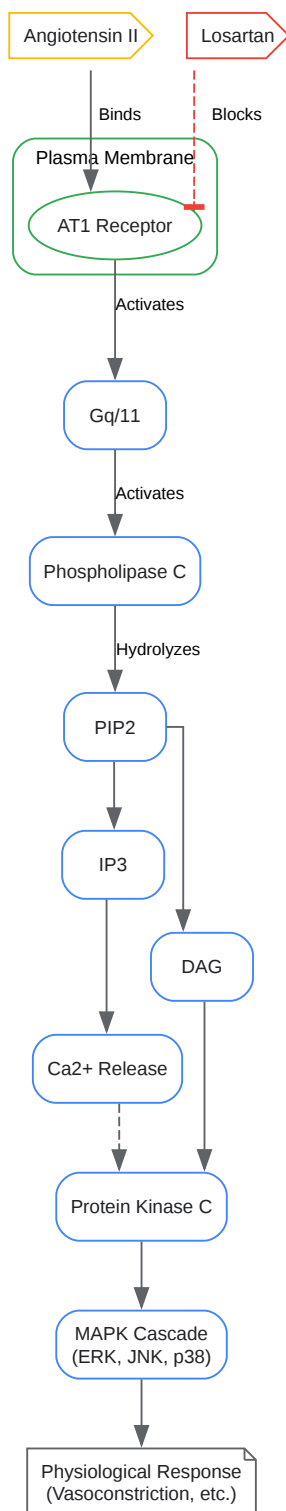 Angiotensin II
Losartan
Binds
Blocks
Plasma Membrane
AT1 Receptor
Activates
Gq/11
Activates
Phospholipase C
Hydrolyzes
PIP2
IP3
DAG
Ca2+ Release
Protein Kinase C
MAPK Cascade
(ERK, JNK, p38)
Physiological Response
(Vasoconstriction, etc.)